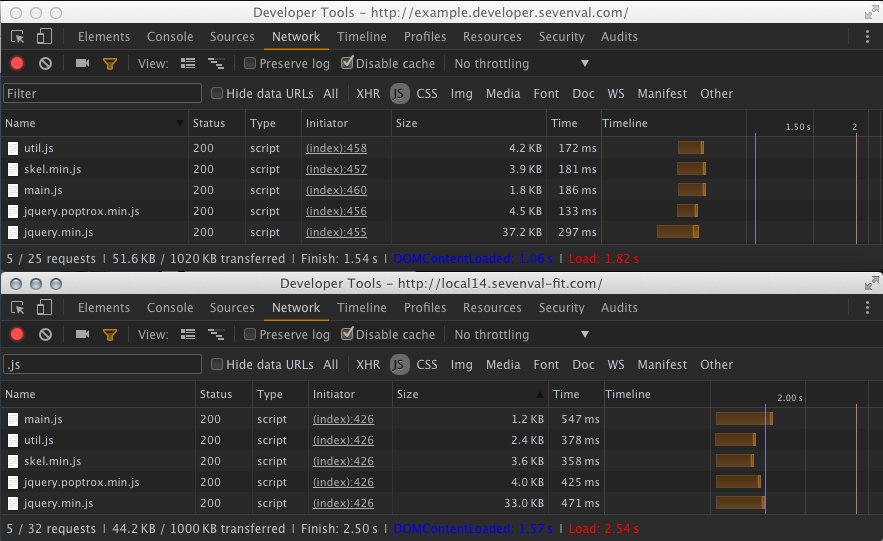 Developer Tools - http://example.developer.sevenval.com/
Elements Console Sources Network Timeline Profiles Resources Security Audits
View: Preserve log Disable cache No throttling ▼
Filter Hide data URLs All XHR JS CSS Img Media Font Doc WS Manifest Other
Name ▼ Status Type Initiator Size Time Timeline 1.50 s 2
util.js 200 script (index):458 4.2 KB 172 ms
skel.min.js 200 script (index):457 3.9 KB 181 ms
main.js 200 script (index):460 1.8 KB 186 ms
jquery.poptrox.min.js 200 script (index):456 4.5 KB 133 ms
jquery.min.js 200 script (index):455 37.2 KB 297 ms
5 / 25 requests | 51.6 KB / 1020 KB transferred | Finish: 1.54 s | DOMContentLoaded: 1.06 s | Load: 1.82 s
Developer Tools - http://local14.sevenval-fit.com/
Elements Console Sources Network Timeline Profiles Resources Security Audits
View: Preserve log Disable cache No throttling ▼
.js Hide data URLs All XHR JS CSS Img Media Font Doc WS Manifest Other
Name Status Type Initiator Size ▲ Time Timeline 2.00 s
main.js 200 script (index):426 1.2 KB 547 ms
util.js 200 script (index):426 2.4 KB 378 ms
skel.min.js 200 script (index):426 3.6 KB 358 ms
jquery.poptrox.min.js 200 script (index):426 4.0 KB 425 ms
jquery.min.js 200 script (index):426 33.0 KB 471 ms
5 / 32 requests | 44.2 KB / 1000 KB transferred | Finish: 2.50 s | DOMContentLoaded: 1.57 s | Load: 2.54 s